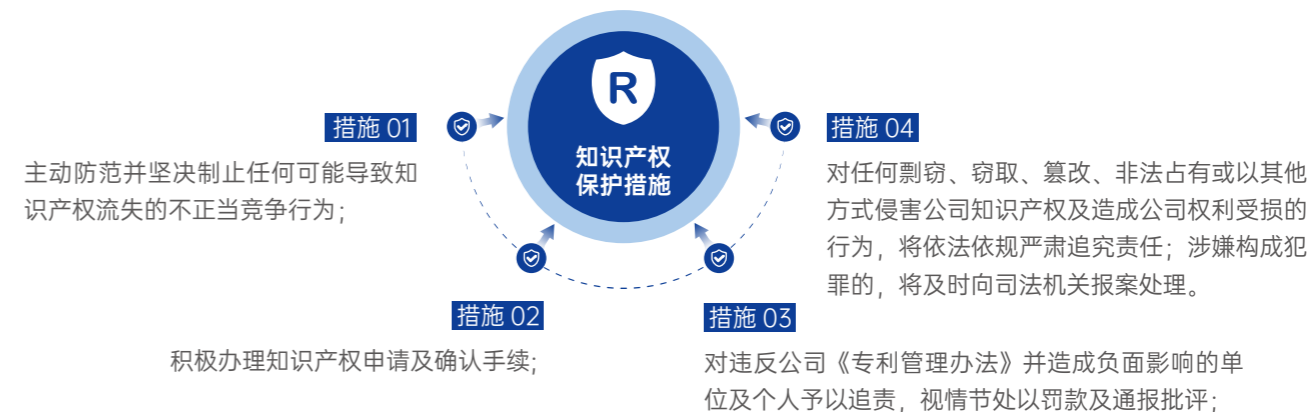 R
知识产权
保护措施
措施 01
主动防范并坚决制止任何可能导致知
识产权流失的不正当竞争行为；
措施 02
积极办理知识产权申请及确认手续;
措施 03
对违反公司《专利管理办法》并造成负面影响的单
位及个人予以追责，视情节处以罚款及通报批评；
措施 04
对任何剽窃、窃取、篡改、非法占有或以其他
方式侵害公司知识产权及造成公司权利受损的
行为，将依法依规严肃追究责任；涉嫌构成犯
罪的，将及时向司法机关报案处理。